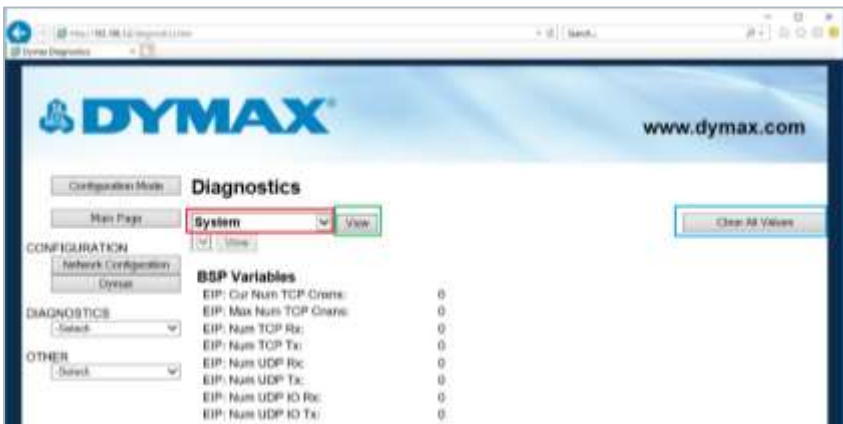 Dymax Diagnostics
DYMAX
www.dymax.com
Configuration Mode
Main Page
CONFIGURATION
Network Configuration
Dymax
DIAGNOSTICS
-Select-
OTHER
-Select-
Diagnostics
System
View
View
Clear All Values
BSP Variables
EIP: Cur Num TCP Cnxns: 0
EIP: Max Num TCP Cnxns: 0
EIP: Num TCP Rx: 0
EIP: Num TCP Tx: 0
EIP: Num UDP Rx: 0
EIP: Num UDP Tx: 0
EIP: Num UDP IO Rx: 0
EIP: Num UDP IO Tx: 0